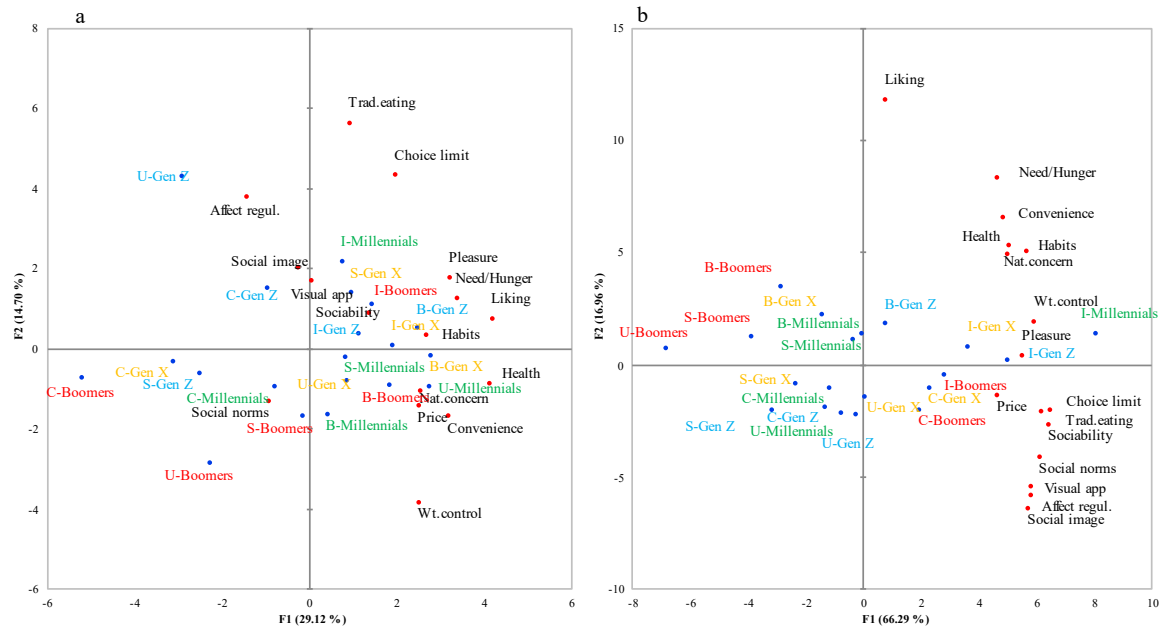 a
8
6
4
2
0
-2
-4
-6
F2 (14.70 %)
-6
-4
-2
0
2
4
6
F1 (29.12 %)
Trad.eating
Choice limit
U-Gen Z
Affect regul.
I-Millennials
Social image
S-Gen X
Pleasure
Need/Hunger
C-Gen Z
Visual app
I-Boomers
Liking
Sociability
B-Gen Z
I-Gen Z
I-Gen X
Habits
C-Gen X
S-Millennials
B-Gen X
Health
C-Boomers
S-Gen Z
U-Gen X
U-Millennials
C-Millennials
B-Boomers
Nat.concern
Social norms
Price
S-Boomers
B-Millennials
Convenience
U-Boomers
Wt.control
b
15
10
5
0
-5
-10
F2 (16.96 %)
-8
-6
-4
-2
0
2
4
6
8
10
F1 (66.29 %)
Liking
Need/Hunger
Convenience
Health
Habits
Nat.concern
B-Boomers
B-Gen X
B-Gen Z
Wt.control
I-Millennials
S-Boomers
B-Millennials
I-Gen X
U-Boomers
S-Millennials
Pleasure
I-Gen Z
S-Gen X
I-Boomers
C-Millennials
U-Gen X
C-Gen X
Price
Choice limit
S-Gen Z
C-Gen Z
C-Boomers
Trad.eating
U-Millennials
Sociability
U-Gen Z
Social norms
Visual app
Affect regul.
Social image